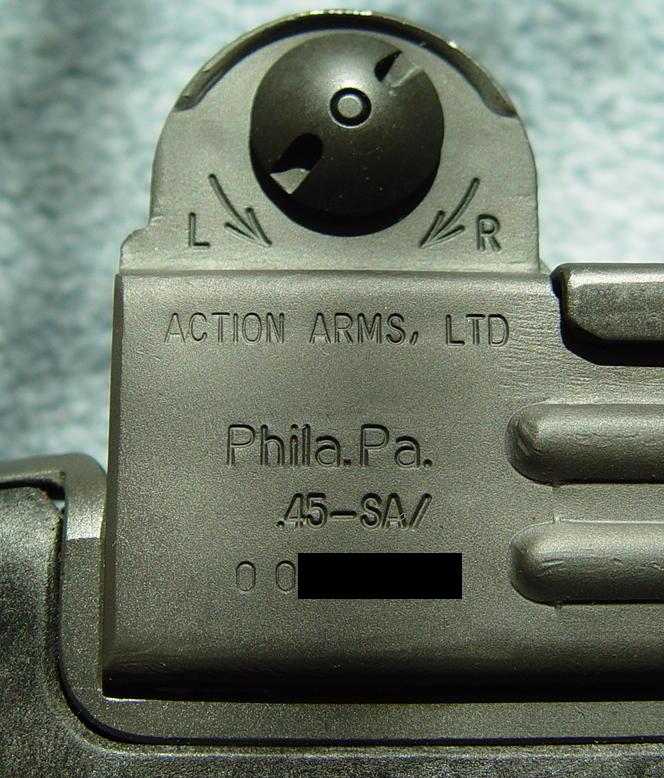 L R
ACTION ARMS, LTD
Phila.Pa.
.45-SA/
0 0